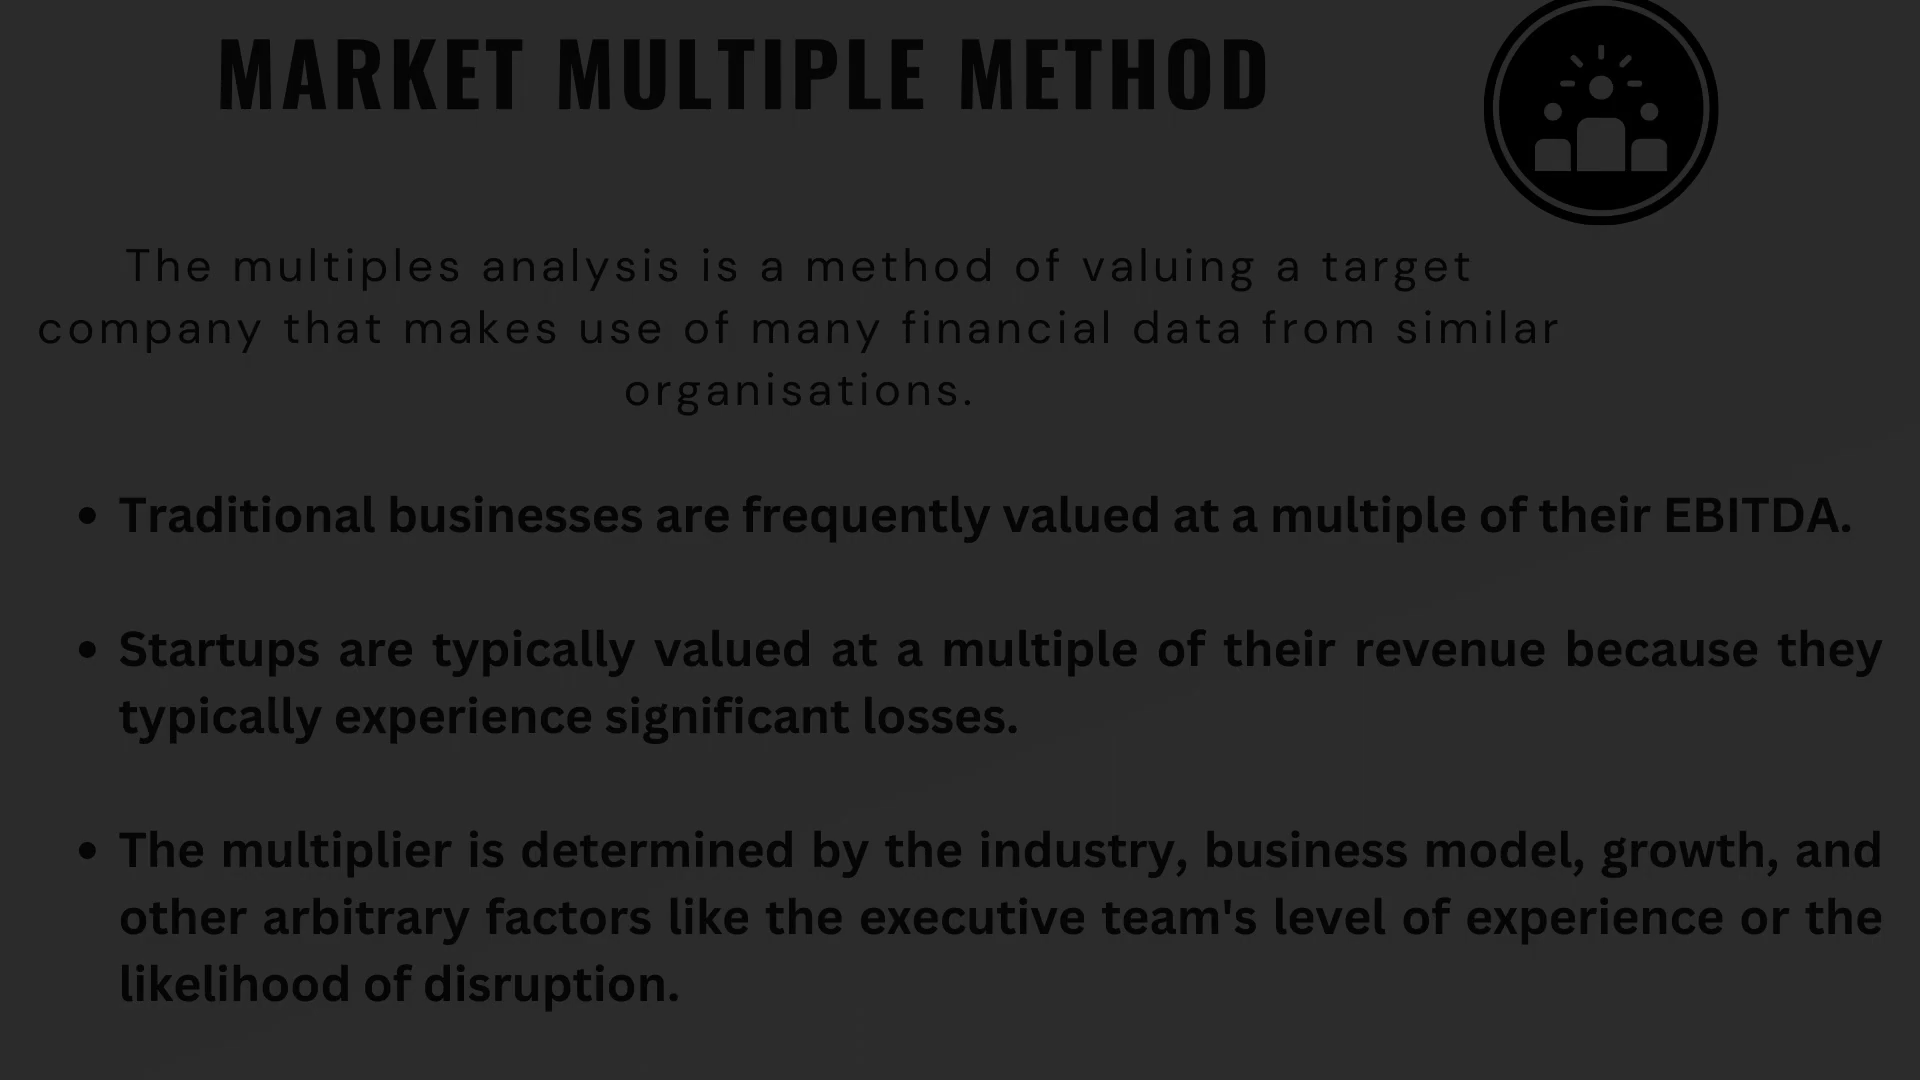 MARKET MULTIPLE METHOD
The multiples analysis is a method of valuing a target
company that makes use of many financial data from similar
organisations.
• Traditional businesses are frequently valued at a multiple of their EBITDA.
• Startups are typically valued at a multiple of their revenue because they
typically experience significant losses.
• The multiplier is determined by the industry, business model, growth, and
other arbitrary factors like the executive team's level of experience or the
likelihood of disruption.